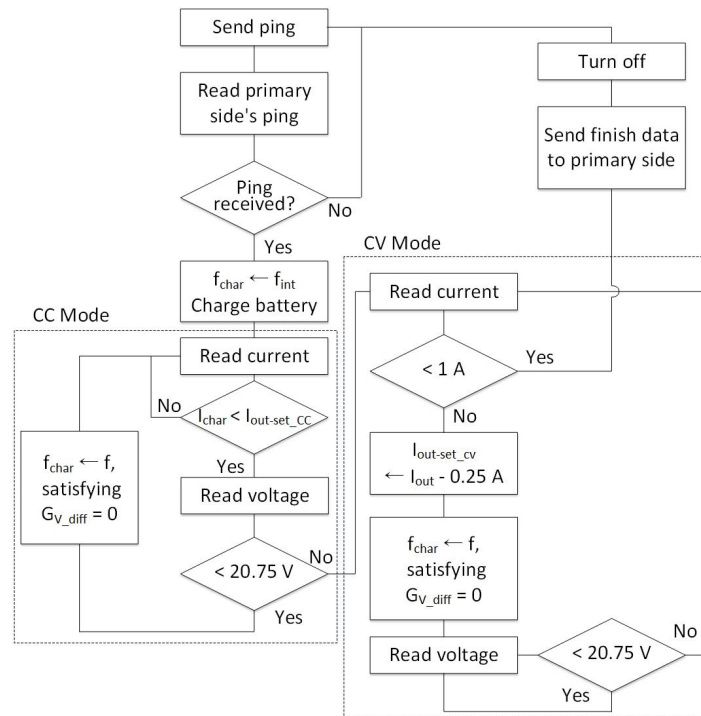 Send ping
Read primary
side's ping
Ping
received?
No
Yes
f_char ← f_int
Charge battery
CC Mode
Read current
I_char < I_out-set_CC
No
Yes
Read voltage
< 20.75 V
No
Yes
f_char ← f,
satisfying
G_V_diff = 0
Turn off
Send finish data
to primary side
CV Mode
Read current
< 1 A
Yes
No
I_out-set_cv
← I_out - 0.25 A
f_char ← f,
satisfying
G_V_diff = 0
Read voltage
< 20.75 V
No
Yes